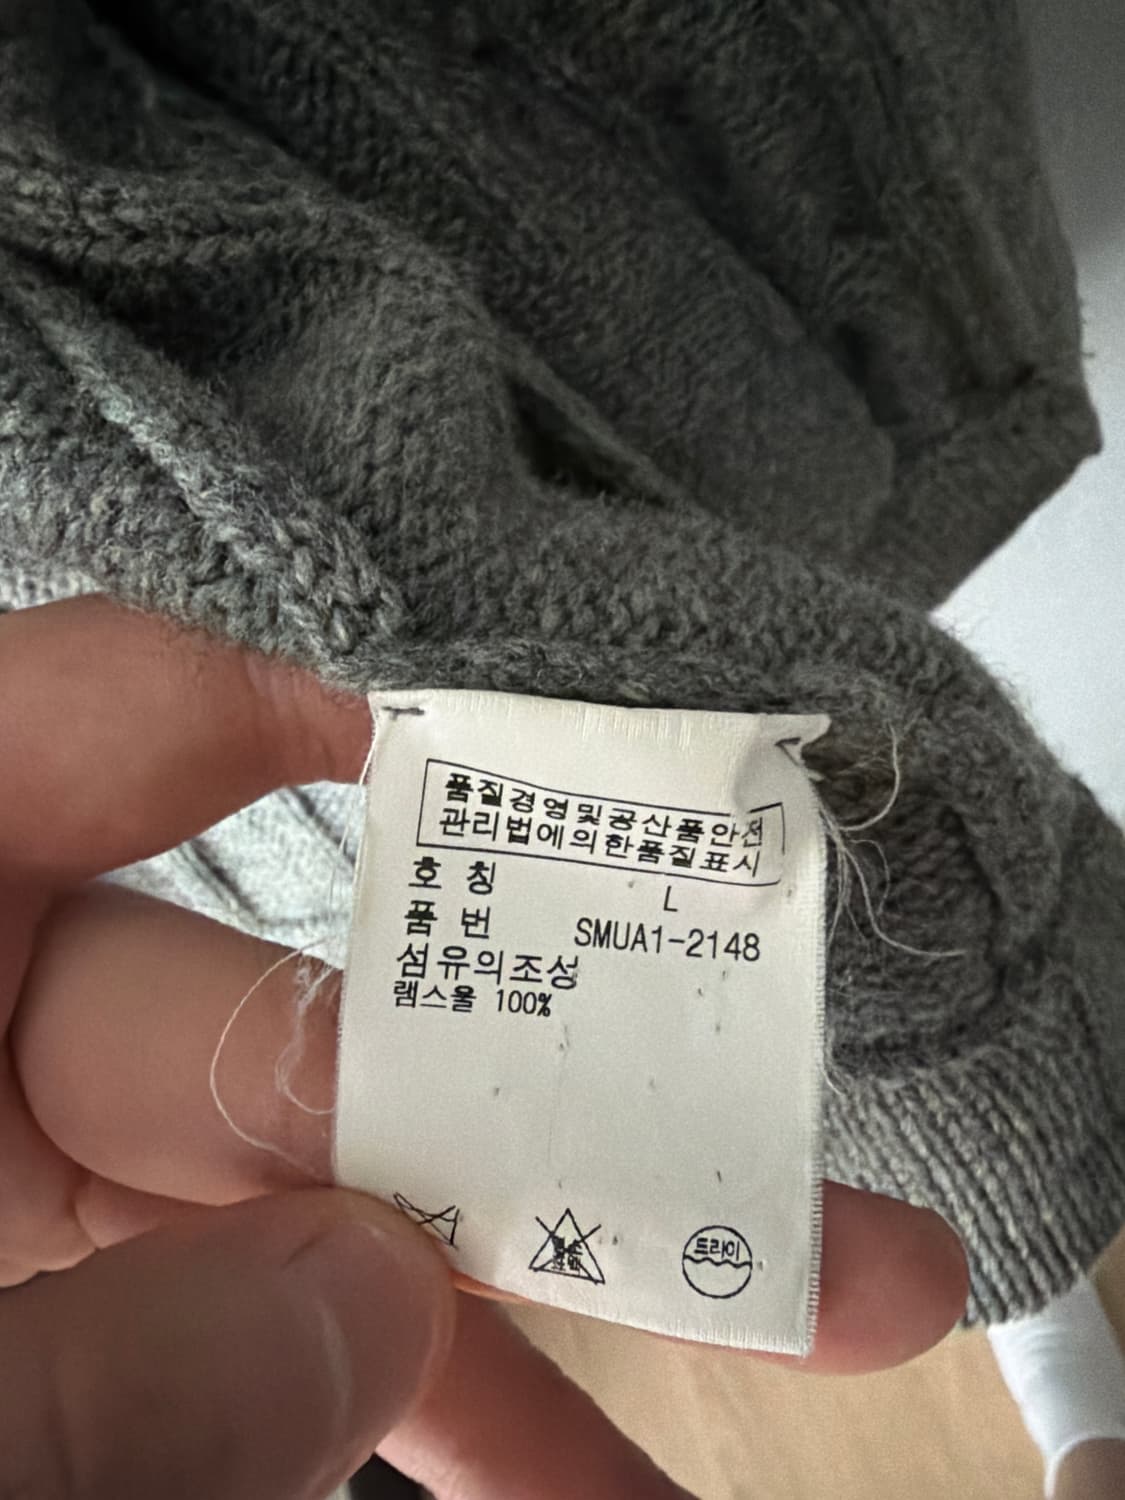 품질경영및공산품안전
관리법에의한품질표시
호 칭 L
품 번 SMUA1-2148
섬유의조성
램스울 100%
드라이